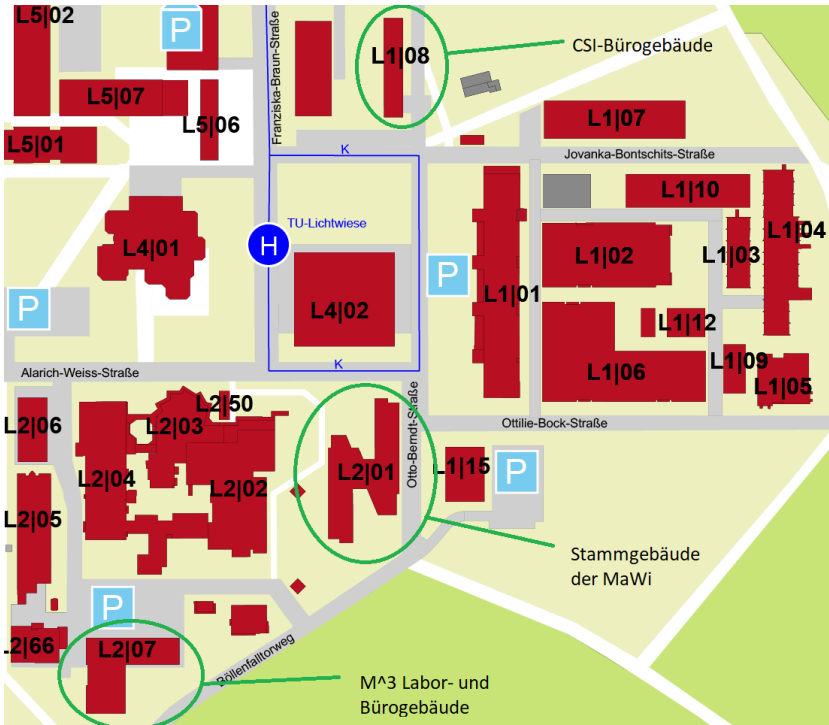 L5|02
P
L1|08
CSI-Bürogebäude
L5|07
L5|06
Franziska-Braun-Straße
L1|07
L5|01
K
Jovanka-Bontschits-Straße
L1|10
TU-Lichtwiese
L1|04
H
L4|01
L1|02
L1|03
P
L1|01
P
L4|02
L1|12
K
Alarich-Weiss-Straße
L1|09
L1|06
L1|05
L2|50
L2|06
L2|03
Otto-Berndt-Straße
Ottilie-Bock-Straße
L2|04
L2|01
L1|15
P
L2|02
L2|05
Stammgebäude
der MaWi
P
L2|66
L2|07
Böllenfalltorweg
M^3 Labor- und
Bürogebäude